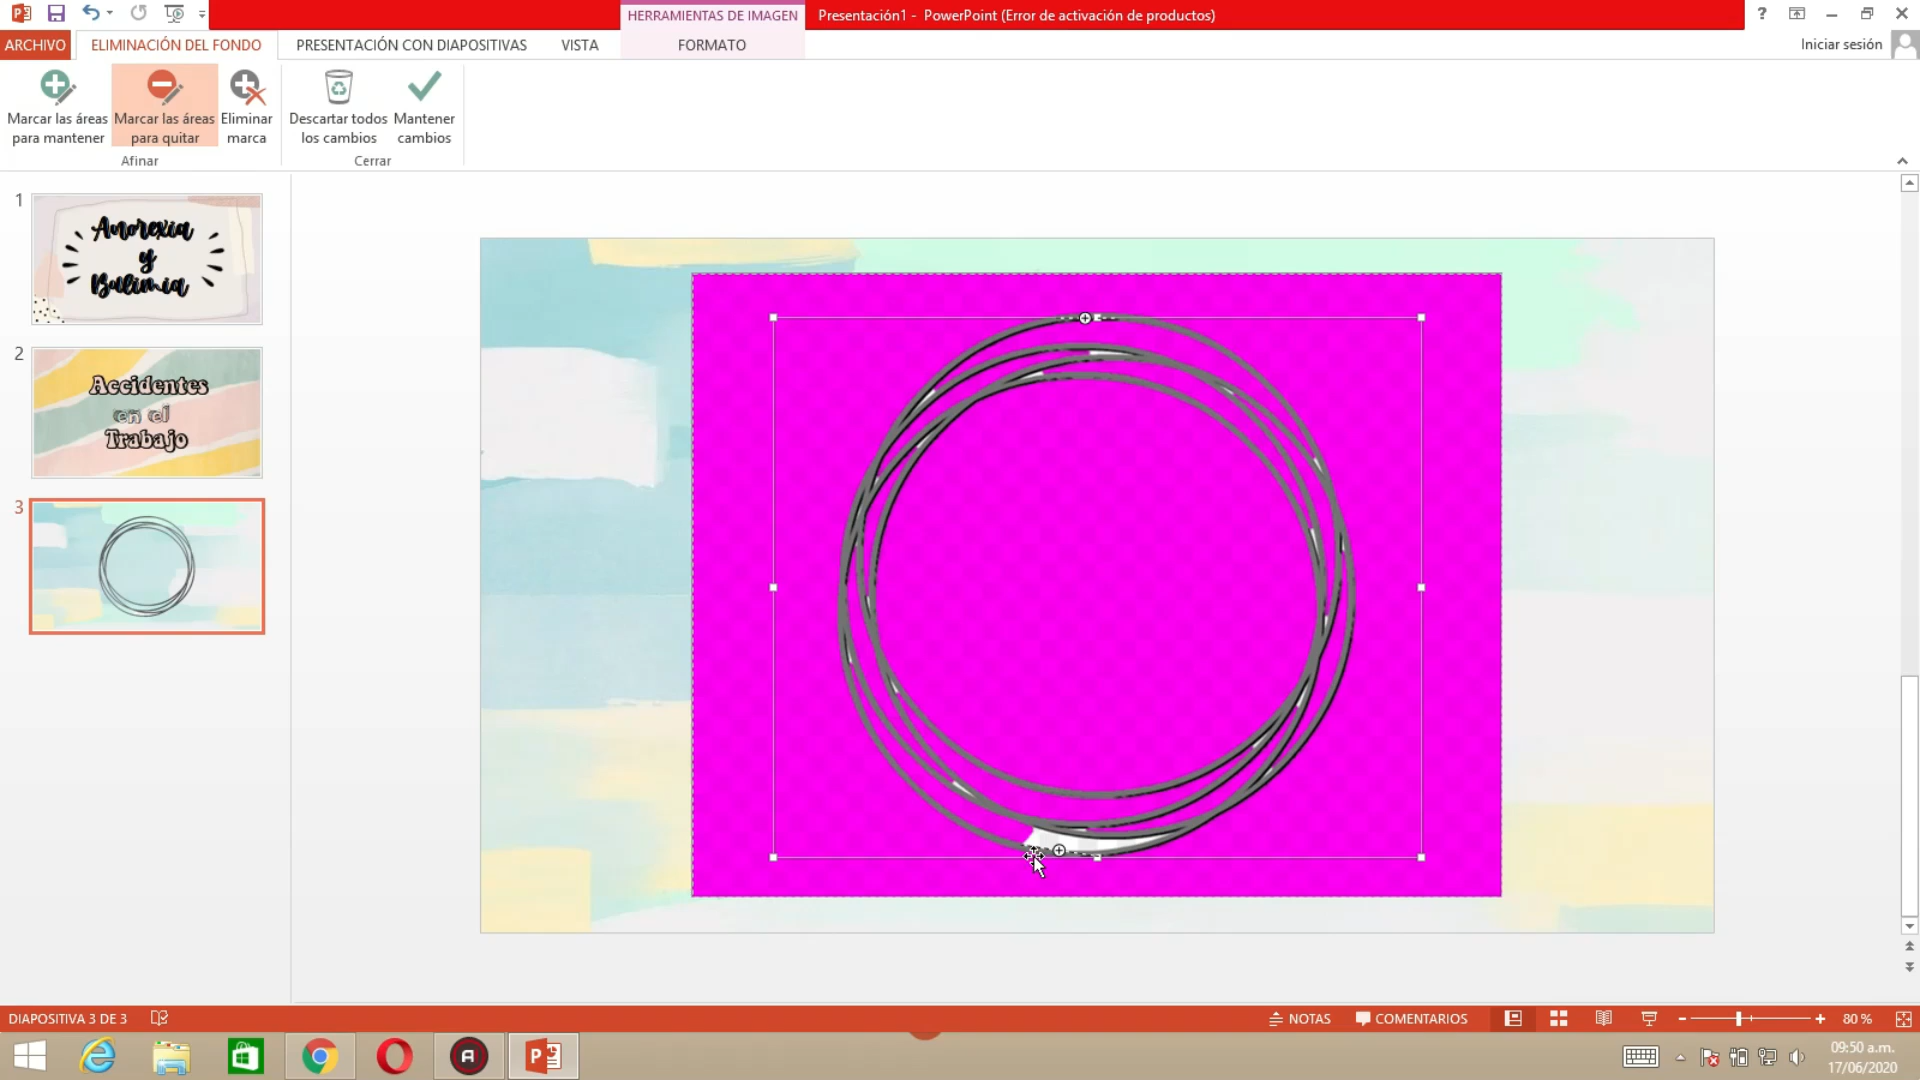 HERRAMIENTAS DE IMAGEN
Presentación1 - PowerPoint (Error de activación de productos)
?
ARCHIVO
ELIMINACIÓN DEL FONDO
PRESENTACIÓN CON DIAPOSITIVAS
VISTA
FORMATO
Iniciar sesión
Marcar las áreas para mantener
Marcar las áreas para quitar
Eliminar marca
Descartar todos los cambios
Mantener cambios
Afinar
Cerrar
1
Anorexia
y
Bulimia
2
Accidentes
en el
Trabajo
3
DIAPOSITIVA 3 DE 3
NOTAS
COMENTARIOS
80 %
09:50 a.m.
17/06/2020